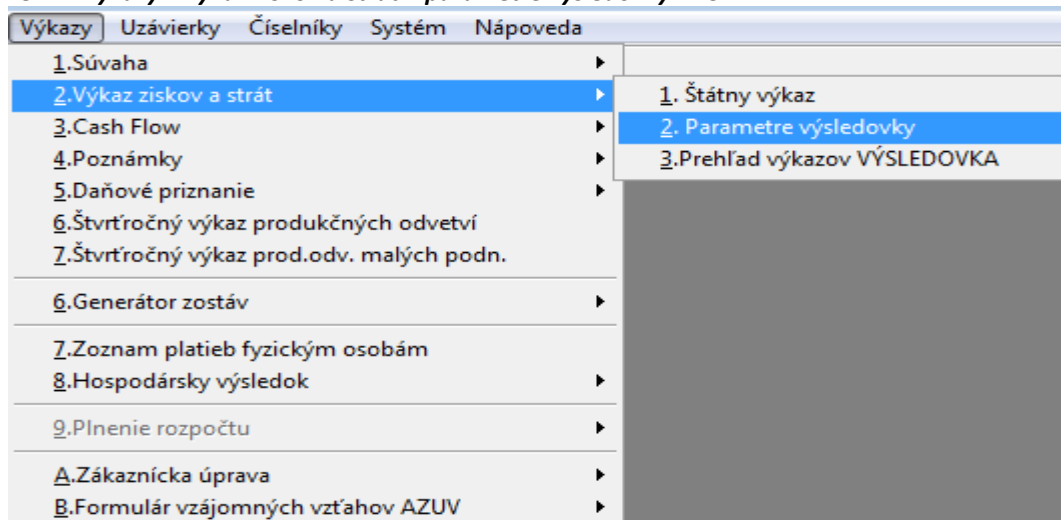 Výkazy Uzávierky Číselníky Systém Nápoveda
1.Súvaha
2.Výkaz ziskov a strát
1. Štátny výkaz
3.Cash Flow
2. Parametre výsledovky
4.Poznámky
3.Prehľad výkazov VÝSLEDOVKA
5.Daňové priznanie
6.Štvrťročný výkaz produkčných odvetví
7.Štvrťročný výkaz prod.odv. malých podn.
6.Generátor zostáv
7.Zoznam platieb fyzickým osobám
8.Hospodársky výsledok
9.Plnenie rozpočtu
A.Zákaznícka úprava
B.Formulár vzájomných vzťahov AZUV